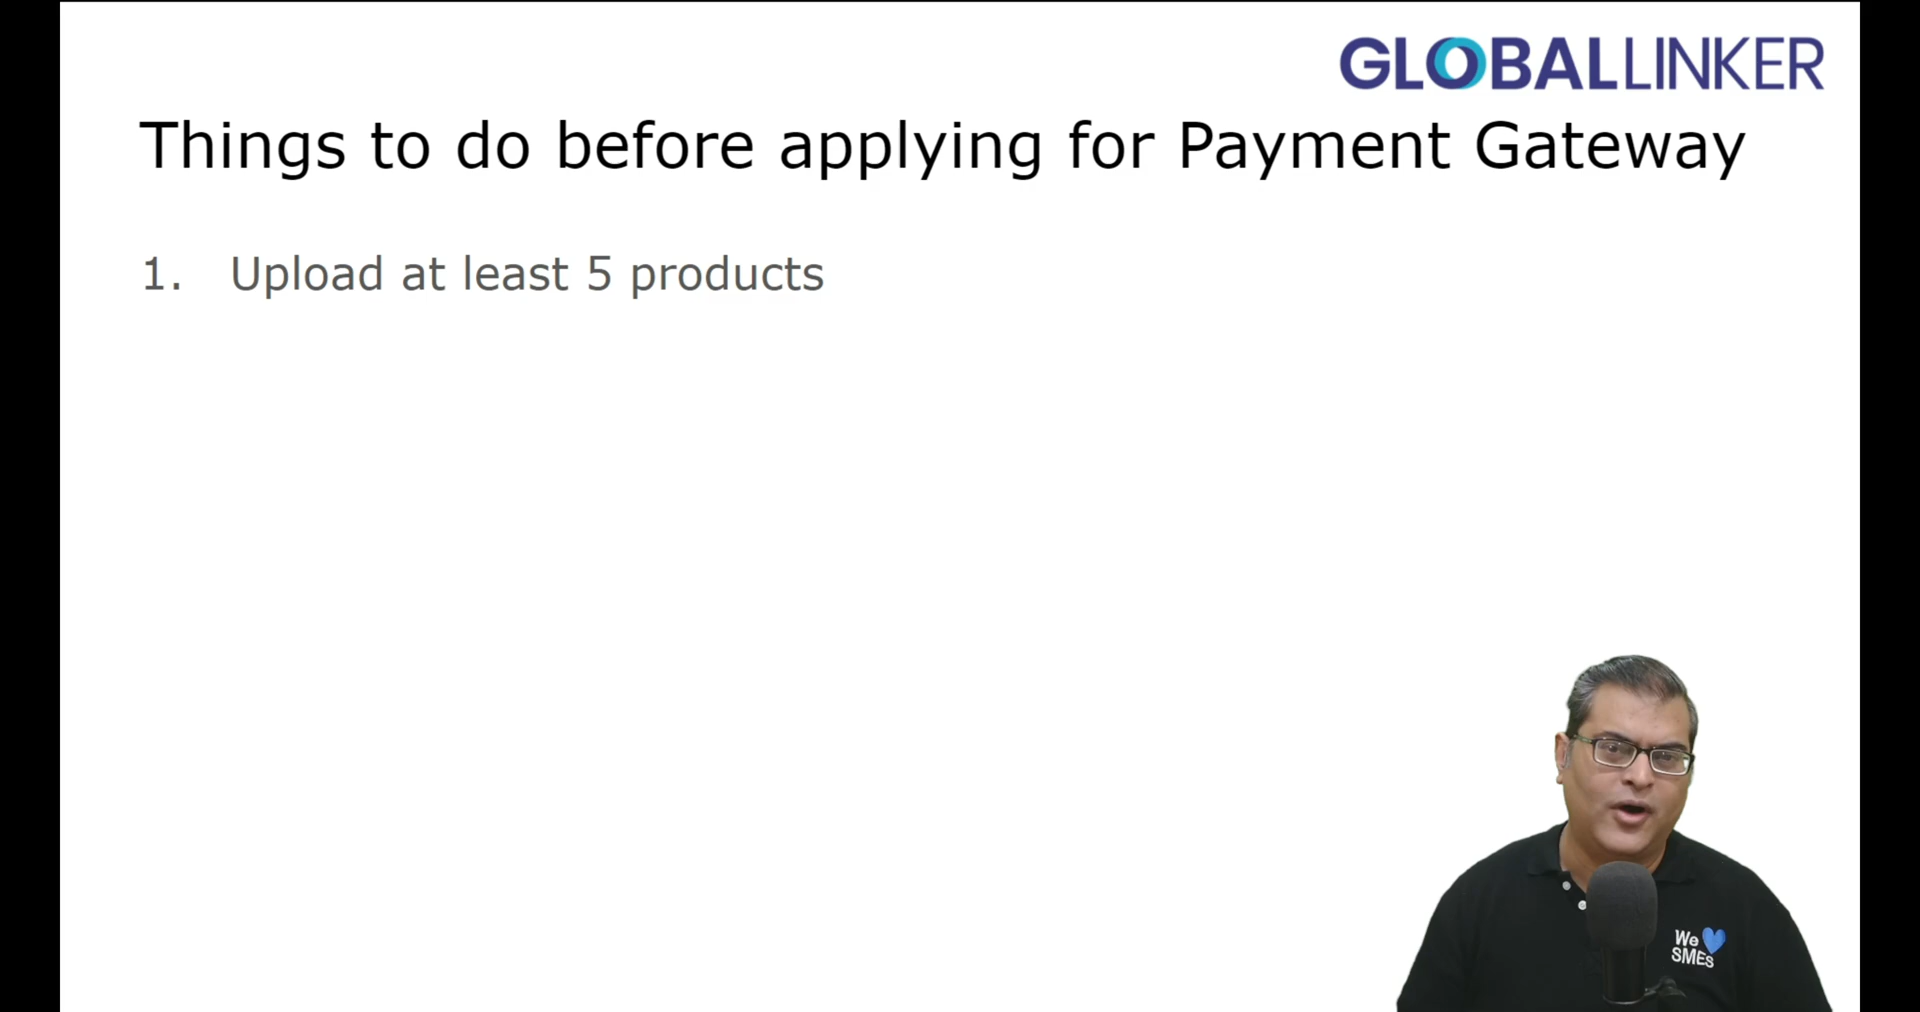 GLOBALLINKER
Things to do before applying for Payment Gateway
1. Upload at least 5 products
We 💙
SMEs